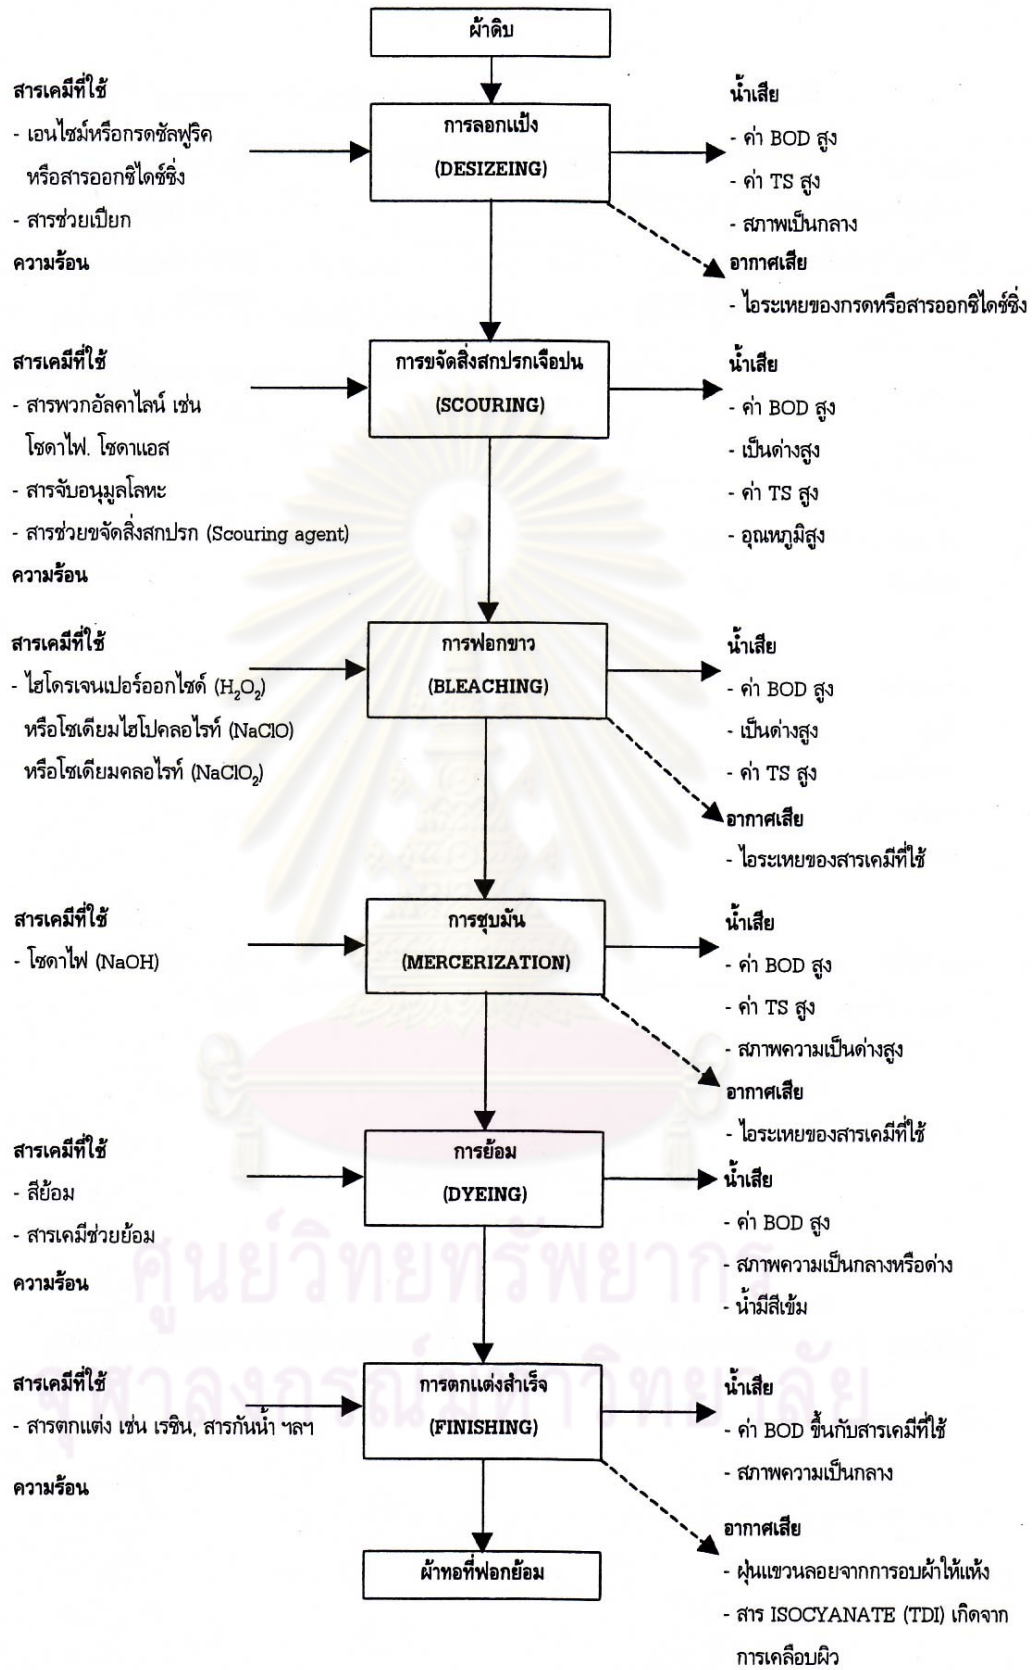 ผ้าดิบ
สารเคมีที่ใช้
- เอนไซม์หรือกรดซัลฟูริค
หรือสารออกซิไดซ์ซิ่ง
- สารช่วยเปียก
ความร้อน
การลอกแป้ง
(DESIZEING)
น้ำเสีย
- ค่า BOD สูง
- ค่า TS สูง
- สภาพเป็นกลาง
อากาศเสีย
- ไอระเหยของกรดหรือสารออกซิไดซ์ซิ่ง
สารเคมีที่ใช้
- สารพวกอัลคาไลน์ เช่น
โซดาไฟ. โซดาแอส
- สารจับอนุมูลโลหะ
- สารช่วยขจัดสิ่งสกปรก (Scouring agent)
ความร้อน
การขจัดสิ่งสกปรกเจือปน
(SCOURING)
น้ำเสีย
- ค่า BOD สูง
- เป็นด่างสูง
- ค่า TS สูง
- อุณหภูมิสูง
สารเคมีที่ใช้
- ไฮโดรเจนเปอร์ออกไซด์ (H₂O₂)
หรือโซเดียมไฮโปคลอไรท์ (NaClO)
หรือโซเดียมคลอไรท์ (NaClO₂)
การฟอกขาว
(BLEACHING)
น้ำเสีย
- ค่า BOD สูง
- เป็นด่างสูง
- ค่า TS สูง
อากาศเสีย
- ไอระเหยของสารเคมีที่ใช้
สารเคมีที่ใช้
- โซดาไฟ (NaOH)
การชุบมัน
(MERCERIZATION)
น้ำเสีย
- ค่า BOD สูง
- ค่า TS สูง
- สภาพความเป็นด่างสูง
อากาศเสีย
- ไอระเหยของสารเคมีที่ใช้
สารเคมีที่ใช้
- สีย้อม
- สารเคมีช่วยย้อม
ความร้อน
การย้อม
(DYEING)
น้ำเสีย
- ค่า BOD สูง
- สภาพความเป็นกลางหรือด่าง
- น้ำมีสีเข้ม
ศูนย์วิทยทรัพยากร
จุฬาลงกรณ์มหาวิทยาลัย
สารเคมีที่ใช้
- สารตกแต่ง เช่น เรซิน, สารกันน้ำ ฯลฯ
ความร้อน
การตกแต่งสำเร็จ
(FINISHING)
น้ำเสีย
- ค่า BOD ขึ้นกับสารเคมีที่ใช้
- สภาพความเป็นกลาง
อากาศเสีย
- ฝุ่นแขวนลอยจากการอบผ้าให้แห้ง
- สาร ISOCYANATE (TDI) เกิดจาก
การเคลือบผิว
ผ้าทอที่ฟอกย้อม